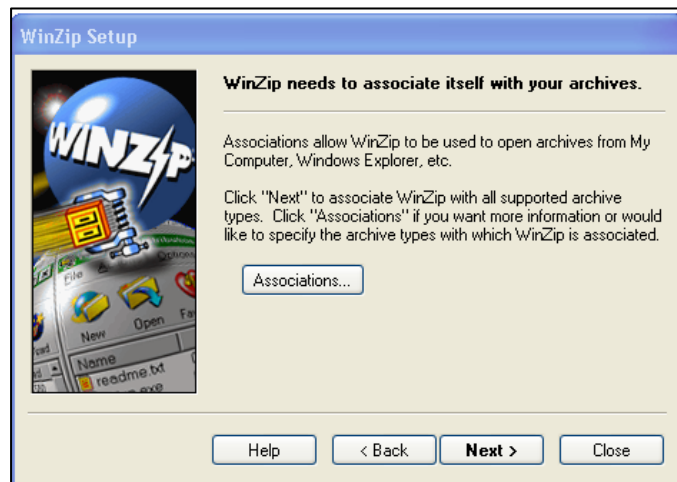 WinZip Setup
WinZip needs to associate itself with your archives.
Associations allow WinZip to be used to open archives from My
Computer, Windows Explorer, etc.
Click "Next" to associate WinZip with all supported archive
types. Click "Associations" if you want more information or would
like to specify the archive types with which WinZip is associated.
Associations...
WINZIP
File
Options
New
Open
Name
readme.txt
Help
< Back
Next >
Close